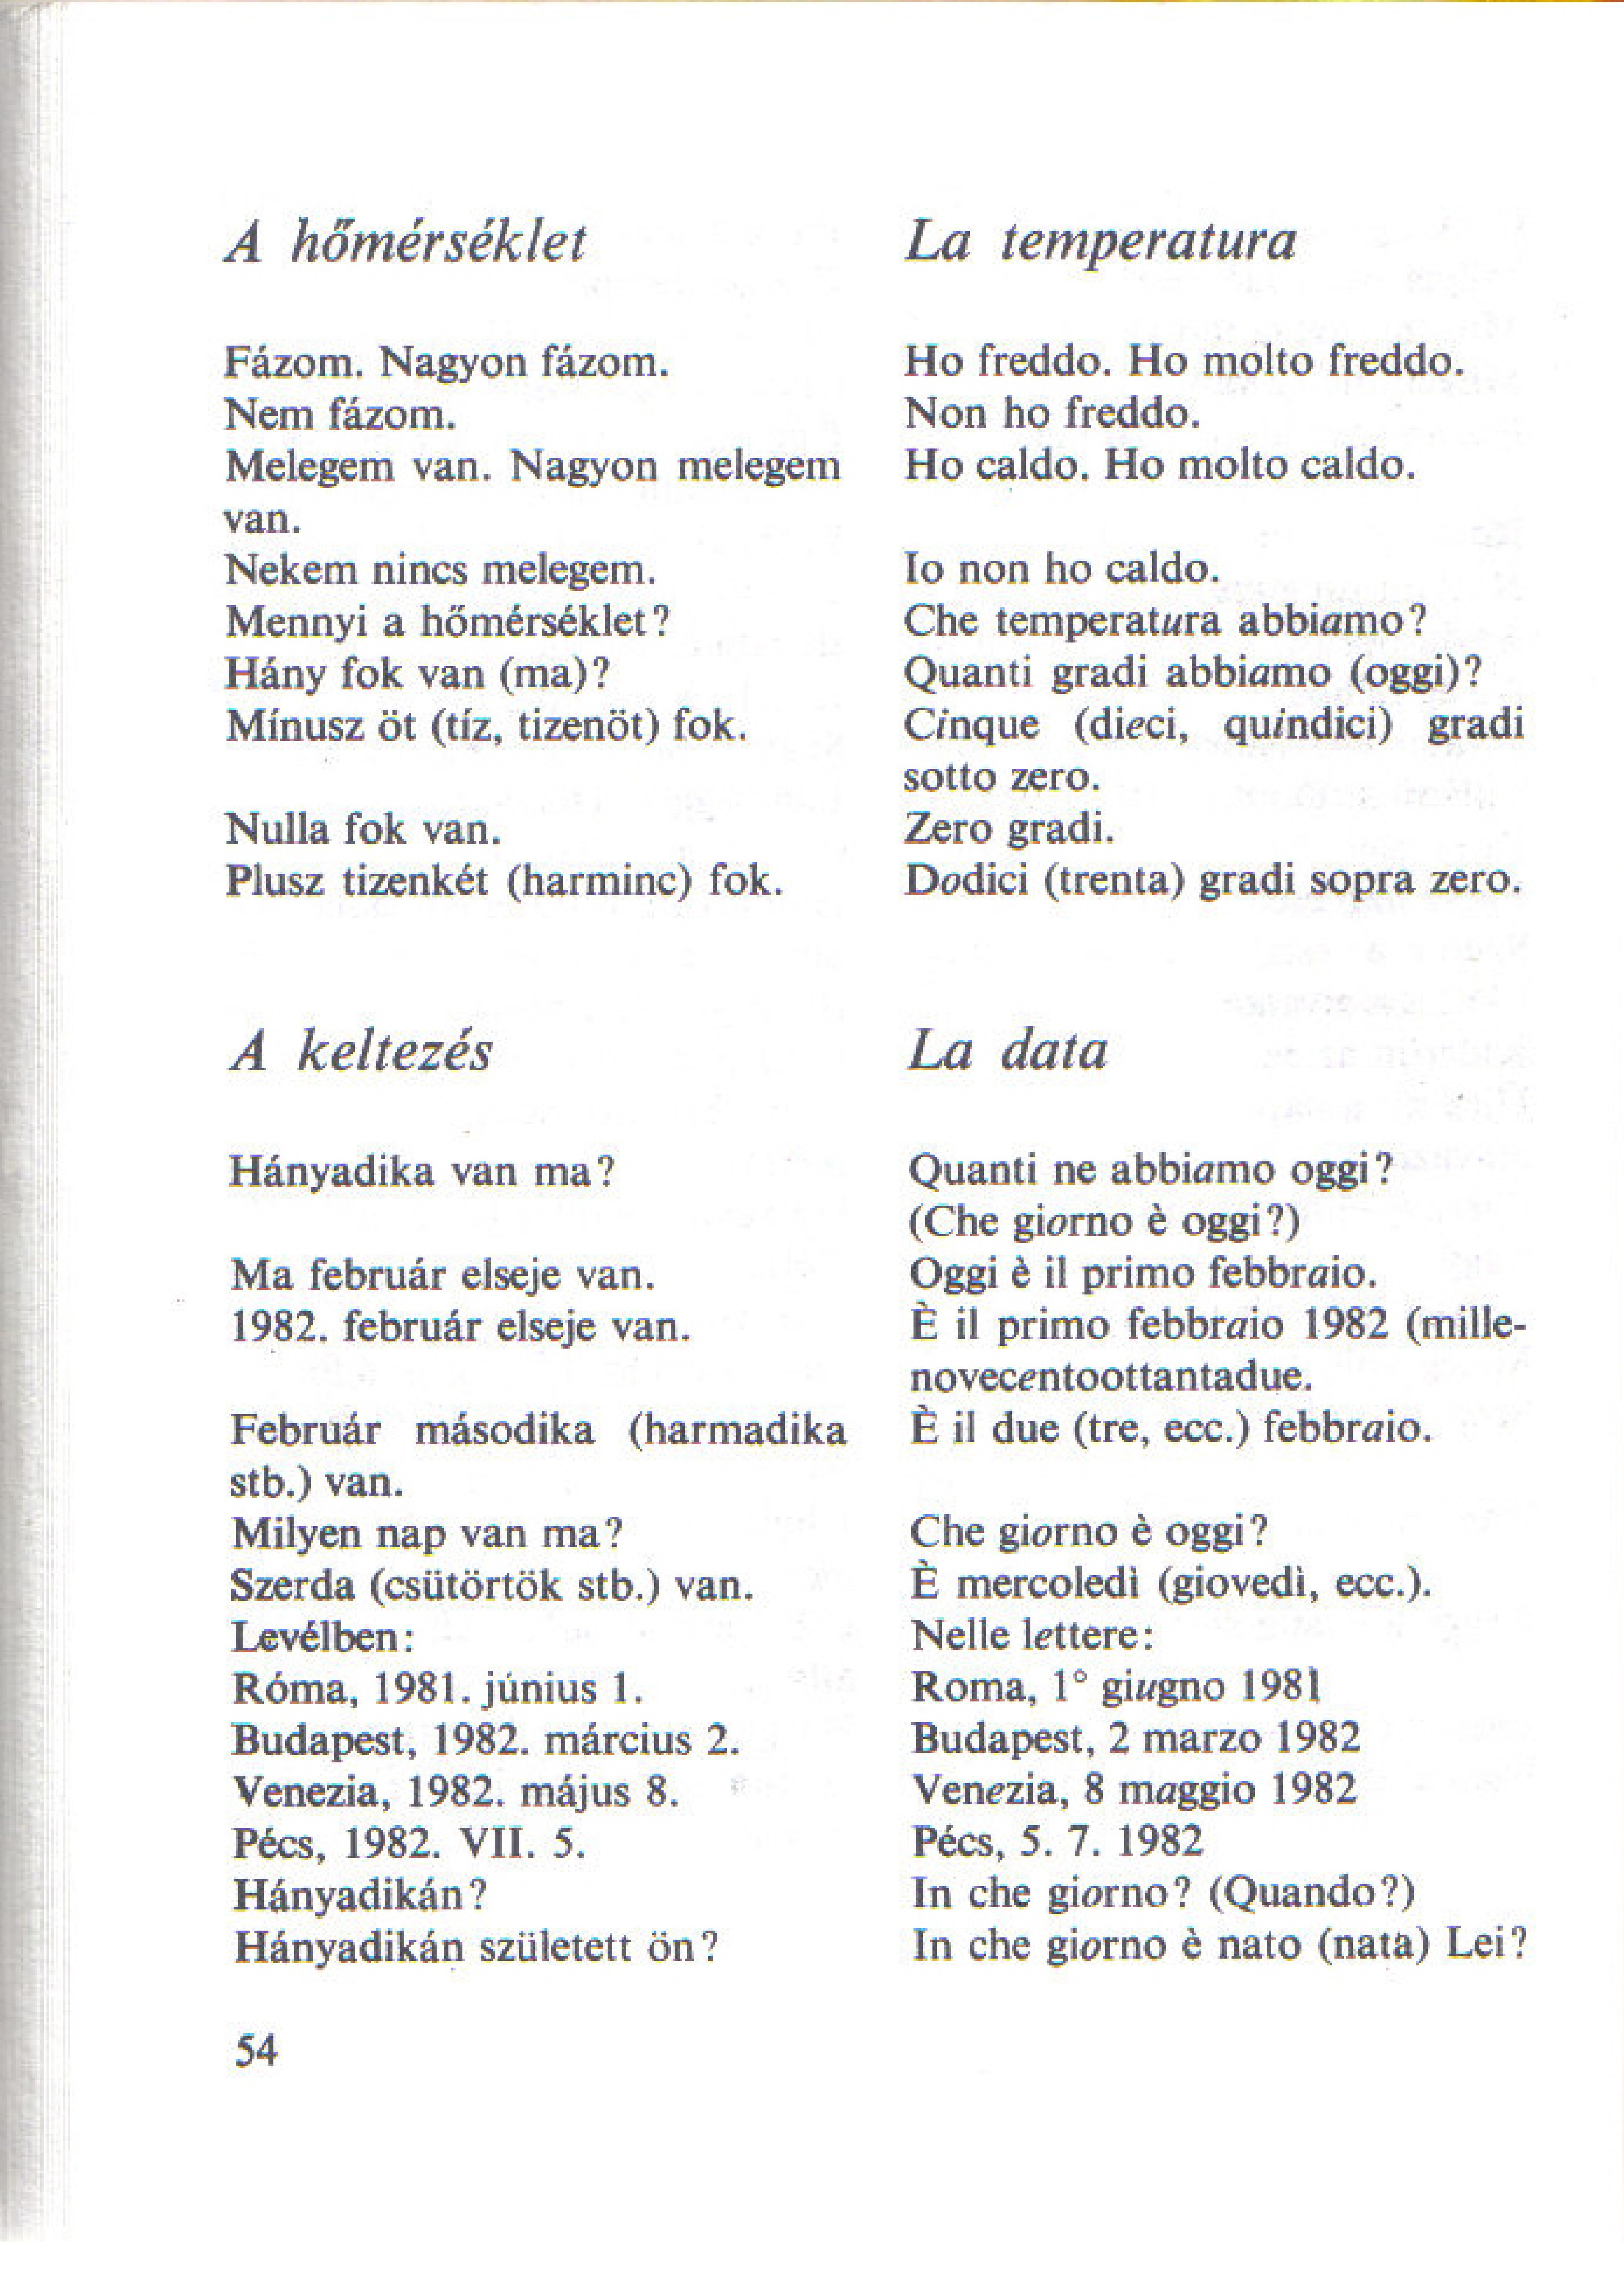 A hőmérséklet
Fázom. Nagyon fázom.
Nem fázom.
Melegem van. Nagyon melegem
van.
Nekem nincs melegem.
Mennyi a hőmérséklet?
Hány fok van (ma)?
Mínusz öt (tíz, tizenöt) fok.
Nulla fok van.
Plusz tizenkét (harminc) fok.
La temperatura
Ho freddo. Ho molto freddo.
Non ho freddo.
Ho caldo. Ho molto caldo.
Io non ho caldo.
Che temperatura abbiamo?
Quanti gradi abbiamo (oggi)?
Cinque (dieci, quindici) gradi
sotto zero.
Zero gradi.
Dodici (trenta) gradi sopra zero.
A keltezés
Hányadika van ma?
Ma február elseje van.
1982. február elseje van.
Február másodika (harmadika
stb.) van.
Milyen nap van ma?
Szerda (csütörtök stb.) van.
Levélben:
Róma, 1981. június 1.
Budapest, 1982. március 2.
Venezia, 1982. május 8.
Pécs, 1982. VII. 5.
Hányadikán?
Hányadikán született ön?
La data
Quanti ne abbiamo oggi?
(Che giorno è oggi?)
Oggi è il primo febbraio.
È il primo febbraio 1982 (mille-
novecentoottantadue.
È il due (tre, ecc.) febbraio.
Che giorno è oggi?
È mercoledì (giovedì, ecc.).
Nelle lettere:
Roma, 1° giugno 1981
Budapest, 2 marzo 1982
Venezia, 8 maggio 1982
Pécs, 5. 7. 1982
In che giorno? (Quando?)
In che giorno è nato (nata) Lei?
54